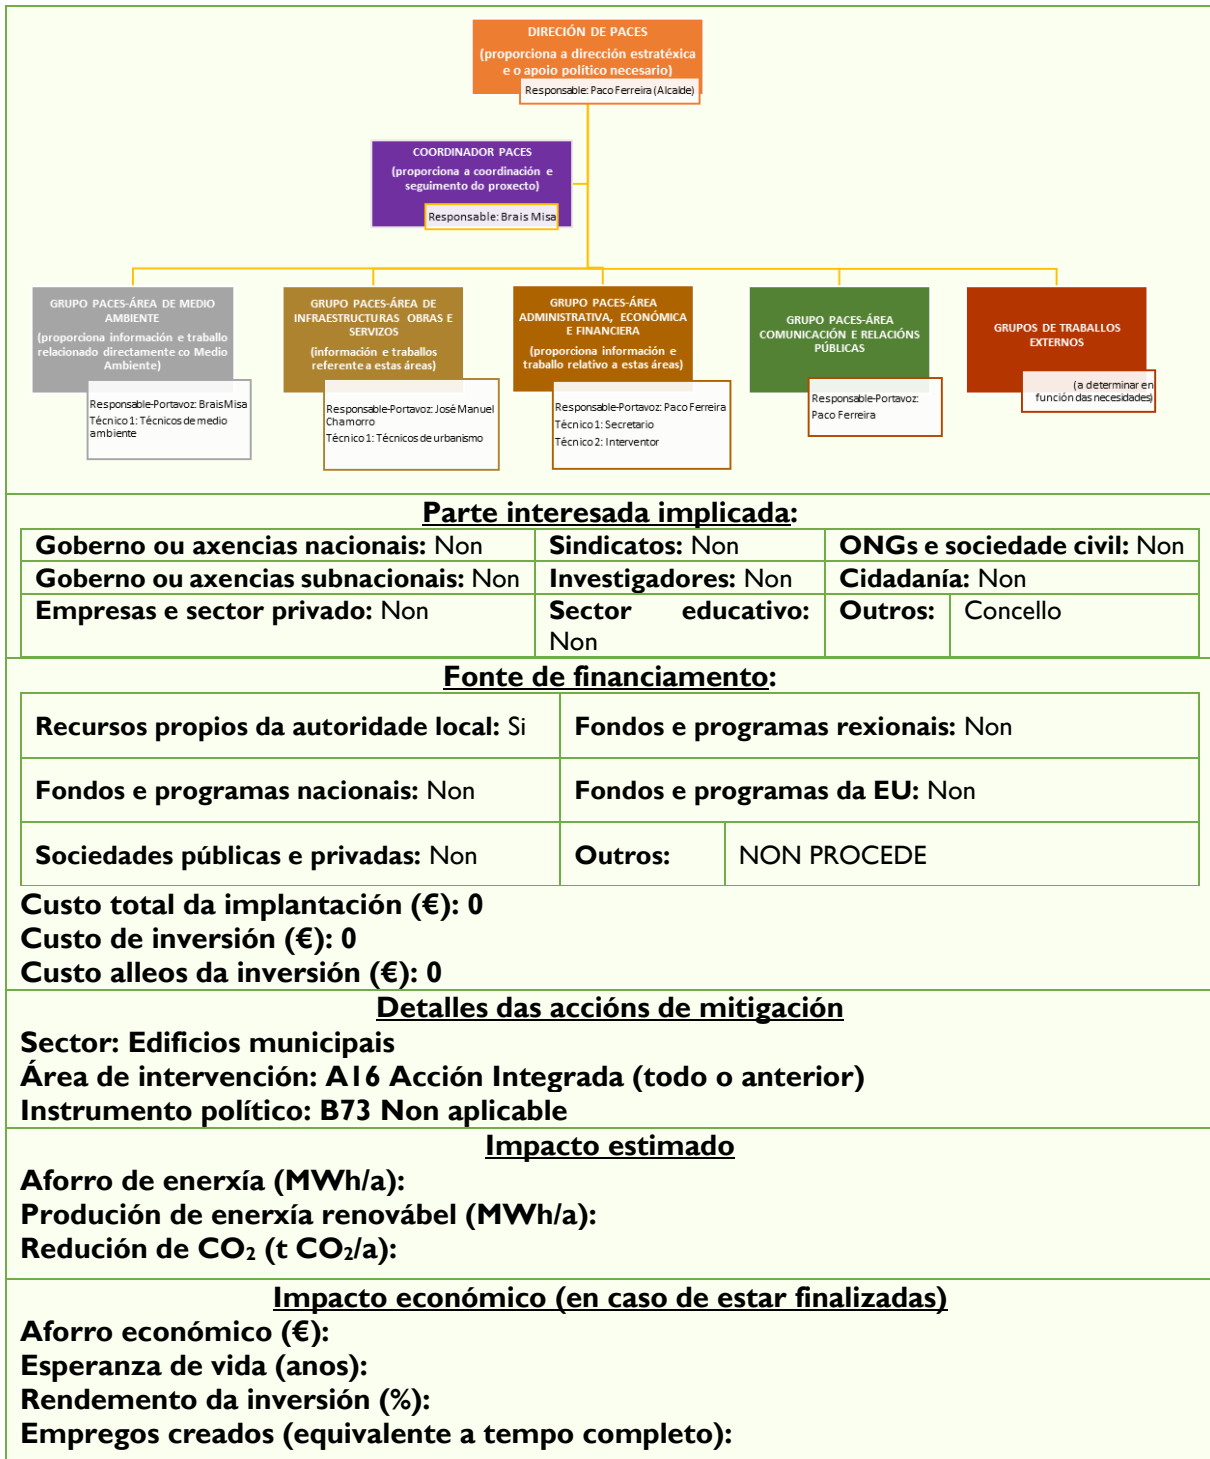 DIRECIÓN DE PACES
(proporciona a dirección estratéxica
e o apoio político necesario)
Responsable: Paco Ferreira (Alcalde)
COORDINADOR PACES
(proporciona a coordinación e
seguimento do proxecto)
Responsable: Brais Misa
GRUPO PACES-ÁREA DE MEDIO
AMBIENTE
(proporciona información e traballo
relacionado directamente co Medio
Ambiente)
Responsable-Portavoz: Brais Misa
Técnico 1: Técnicos de medio
ambiente
GRUPO PACES-ÁREA DE
INFRAESTRUCTURAS OBRAS E
SERVIZOS
(información e traballos
referente a estas áreas)
Responsable-Portavoz: José Manuel
Chamorro
Técnico 1: Técnicos de urbanismo
GRUPO PACES-ÁREA
ADMINISTRATIVA, ECONÓMICA
E FINANCIERA
(proporciona información e
traballo relativo a estas áreas)
Responsable-Portavoz: Paco Ferreira
Tècnico 1: Secretario
Técnico 2: Interventor
GRUPO PACES-ÁREA
COMUNICACIÓN E RELACIÓNS
PÚBLICAS
Responsable-Portavoz:
Paco Ferreira
GRUPOS DE TRABALLOS
EXTERNOS
(a determinar en
función das necesidades)
Parte interesada implicada:
Goberno ou axencias nacionais: Non
Sindicatos: Non
ONGs e sociedade civil: Non
Goberno ou axencias subnacionais: Non
Investigadores: Non
Cidadanía: Non
Empresas e sector privado: Non
Sector educativo:
Non
Outros:
Concello
Fonte de financiamento:
Recursos propios da autoridade local: Si
Fondos e programas rexionais: Non
Fondos e programas nacionais: Non
Fondos e programas da EU: Non
Sociedades públicas e privadas: Non
Outros:
NON PROCEDE
Custo total da implantación (€): 0
Custo de inversión (€): 0
Custo alleos da inversión (€): 0
Detalles das accións de mitigación
Sector: Edificios municipais
Área de intervención: A16 Acción Integrada (todo o anterior)
Instrumento político: B73 Non aplicable
Impacto estimado
Aforro de enerxía (MWh/a):
Produción de enerxía renovábel (MWh/a):
Redución de CO₂ (t CO₂/a):
Impacto económico (en caso de estar finalizadas)
Aforro económico (€):
Esperanza de vida (anos):
Rendemento da inversión (%):
Empregos creados (equivalente a tempo completo):